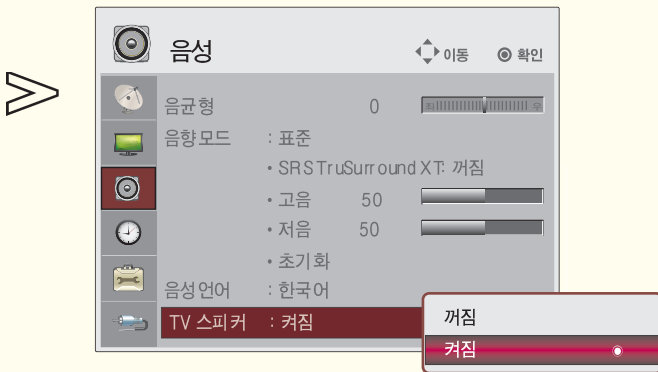 음성 이동 확인
음균형 0 좌 우
음향모드 : 표준
• SRS TruSurround XT: 꺼짐
• 고음 50
• 저음 50
• 초기화
음성언어 : 한국어
TV 스피커 : 켜짐
꺼짐
켜짐